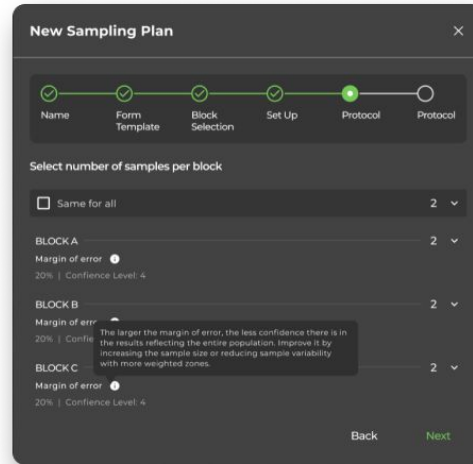 New Sampling Plan
Name
Form
Template
Block
Selection
Set Up
Protocol
Protocol
Select number of samples per block
Same for all
2
BLOCK A
2
Margin of error
20% | Confience Level: 4
BLOCK B
2
Margin of
20% | Confie
The larger the margin of error, the less confidence there is in
the results reflecting the entire population. Improve it by
increasing the sample size or reducing sample variability
with more weighted zones.
BLOCK C
2
Margin of error
20% | Confience Level: 4
Back
Next